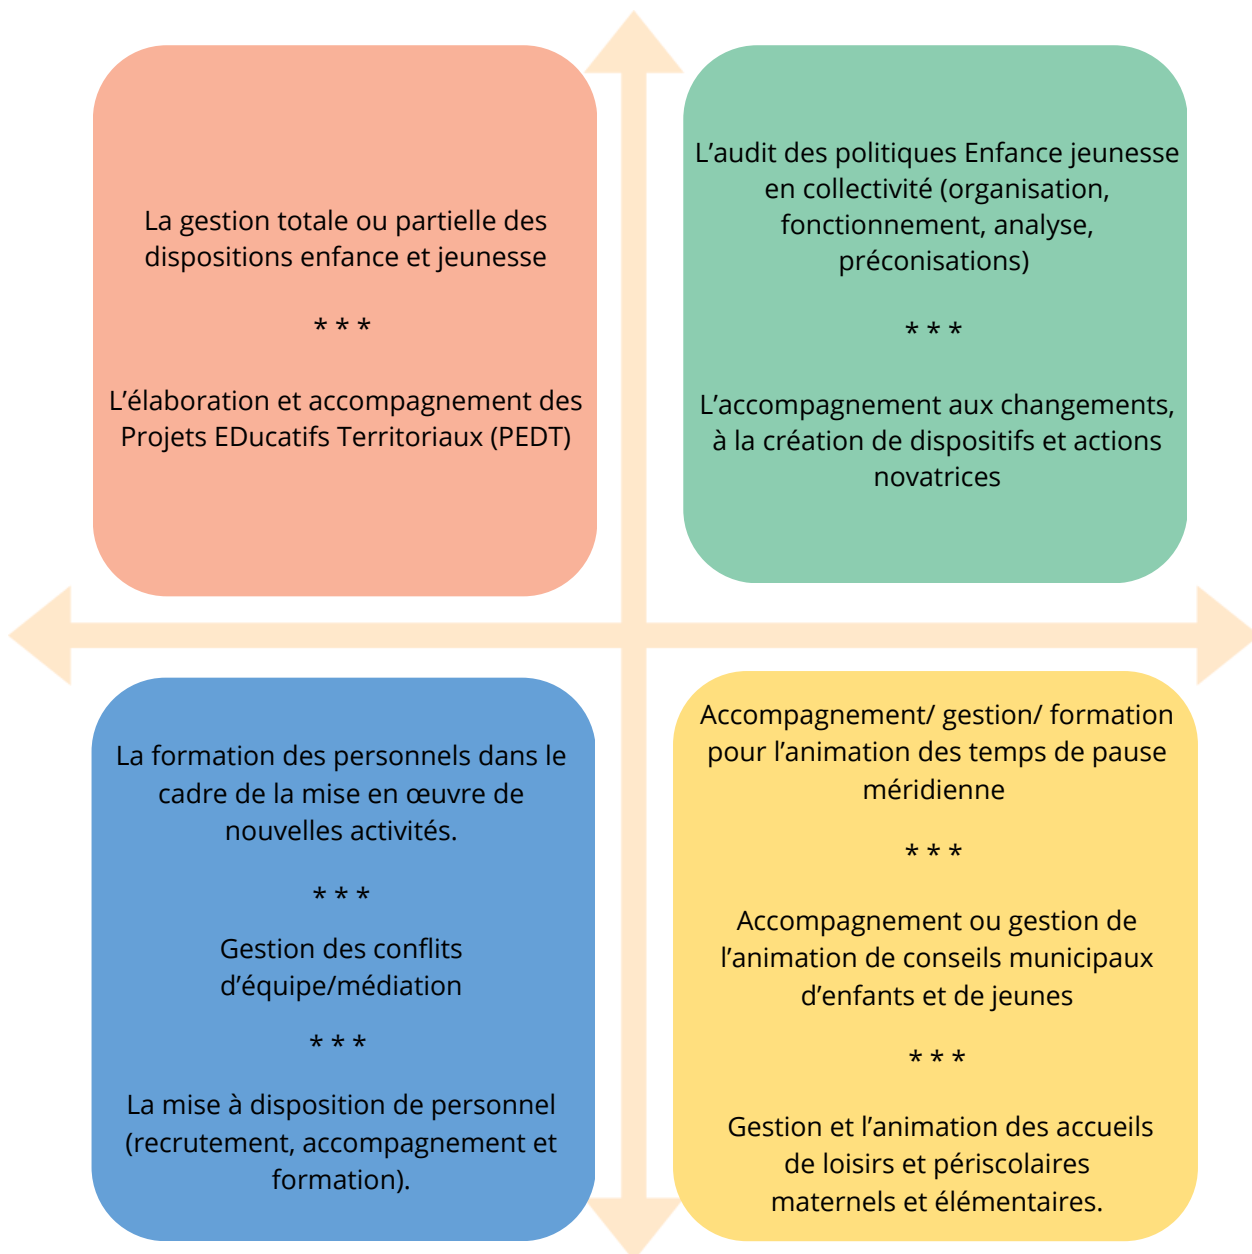 La gestion totale ou partielle des
dispositions enfance et jeunesse
* * *
L'élaboration et accompagnement des
Projets EDucatifs Territoriaux (PEDT)
L'audit des politiques Enfance jeunesse
en collectivité (organisation,
fonctionnement, analyse,
préconisations)
* * *
L'accompagnement aux changements,
à la création de dispositifs et actions
novatrices
La formation des personnels dans le
cadre de la mise en œuvre de
nouvelles activités.
* * *
Gestion des conflits
d'équipe/médiation
* * *
La mise à disposition de personnel
(recrutement, accompagnement et
formation).
Accompagnement/ gestion/ formation
pour l'animation des temps de pause
méridienne
* * *
Accompagnement ou gestion de
l'animation de conseils municipaux
d'enfants et de jeunes
* * *
Gestion et l'animation des accueils
de loisirs et périscolaires
maternels et élémentaires.